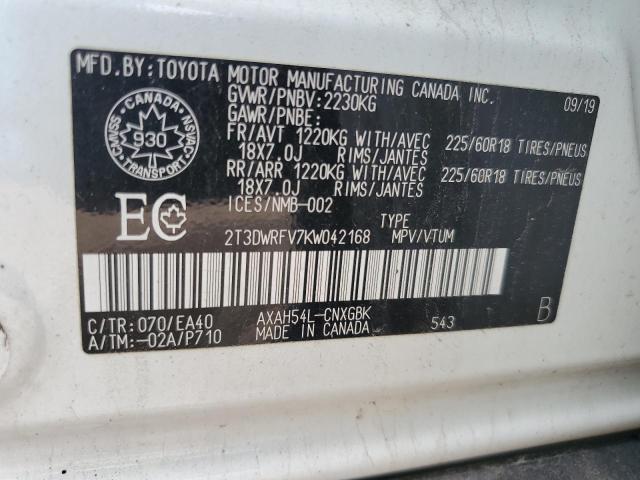 MFD.BY: TOYOTA MOTOR MANUFACTURING CANADA INC. 09/19
GVWR/PNBV: 2230KG
GAWR/PNBE:
FR/AVT 1220KG WITH/AVEC 225/60R18 TIRES/PNEUS
18X7.0J RIMS/JANTES
RR/ARR 1220KG WITH/AVEC 225/60R18 TIRES/PNEUS
18X7.0J RIMS/JANTES
ICES/NMB-002
CANADA
CMVSS 930 NSVAC
TRANSPORT
EC
TYPE
2T3DWRFV7KW042168 MPV/VTUM
C/TR: 070/EA40 AXAH54L-CNXGBK 543 B
A/TM: -02A/P710 MADE IN CANADA